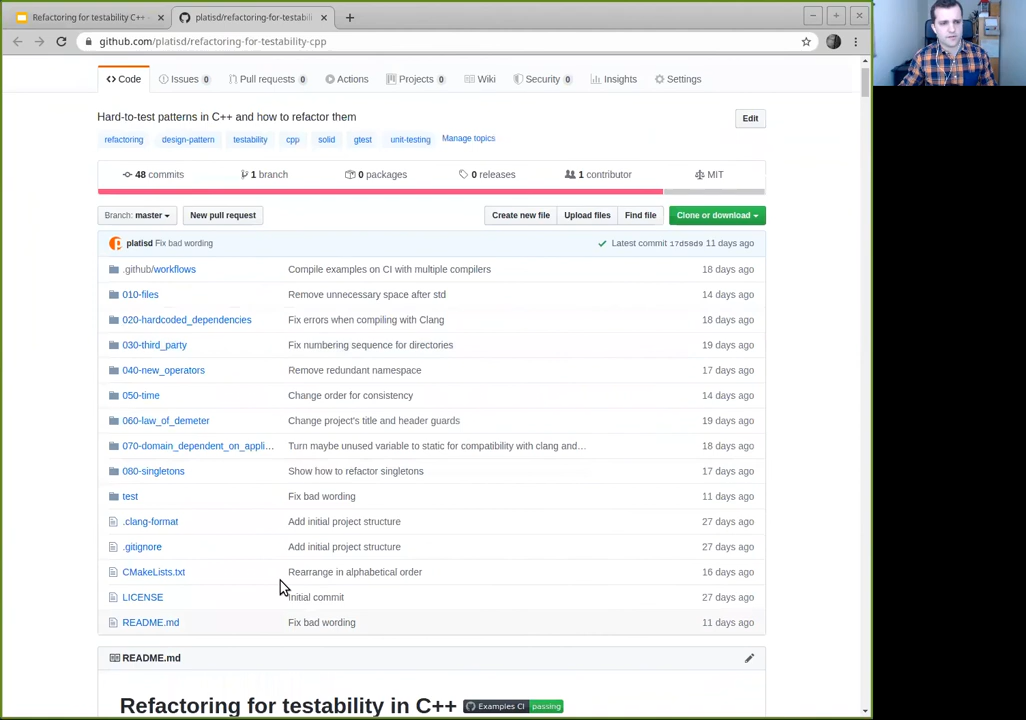 Refactoring for testability C++ -
platisd/refactoring-for-testabili
github.com/platisd/refactoring-for-testability-cpp
Code Issues 0 Pull requests 0 Actions Projects 0 Wiki Security 0 Insights Settings
Hard-to-test patterns in C++ and how to refactor them Edit
refactoring design-pattern testability cpp solid gtest unit-testing Manage topics
48 commits 1 branch 0 packages 0 releases 1 contributor MIT
Branch: master New pull request Create new file Upload files Find file Clone or download
platisd Fix bad wording Latest commit 17d58d9 11 days ago
.github/workflows Compile examples on CI with multiple compilers 18 days ago
010-files Remove unnecessary space after std 14 days ago
020-hardcoded_dependencies Fix errors when compiling with Clang 18 days ago
030-third_party Fix numbering sequence for directories 19 days ago
040-new_operators Remove redundant namespace 17 days ago
050-time Change order for consistency 14 days ago
060-law_of_demeter Change project's title and header guards 19 days ago
070-domain_dependent_on_appli... Turn maybe unused variable to static for compatibility with clang and... 18 days ago
080-singletons Show how to refactor singletons 17 days ago
test Fix bad wording 11 days ago
.clang-format Add initial project structure 27 days ago
.gitignore Add initial project structure 27 days ago
CMakeLists.txt Rearrange in alphabetical order 16 days ago
LICENSE Initial commit 27 days ago
README.md Fix bad wording 11 days ago
README.md
Refactoring for testability in C++ Examples CI passing